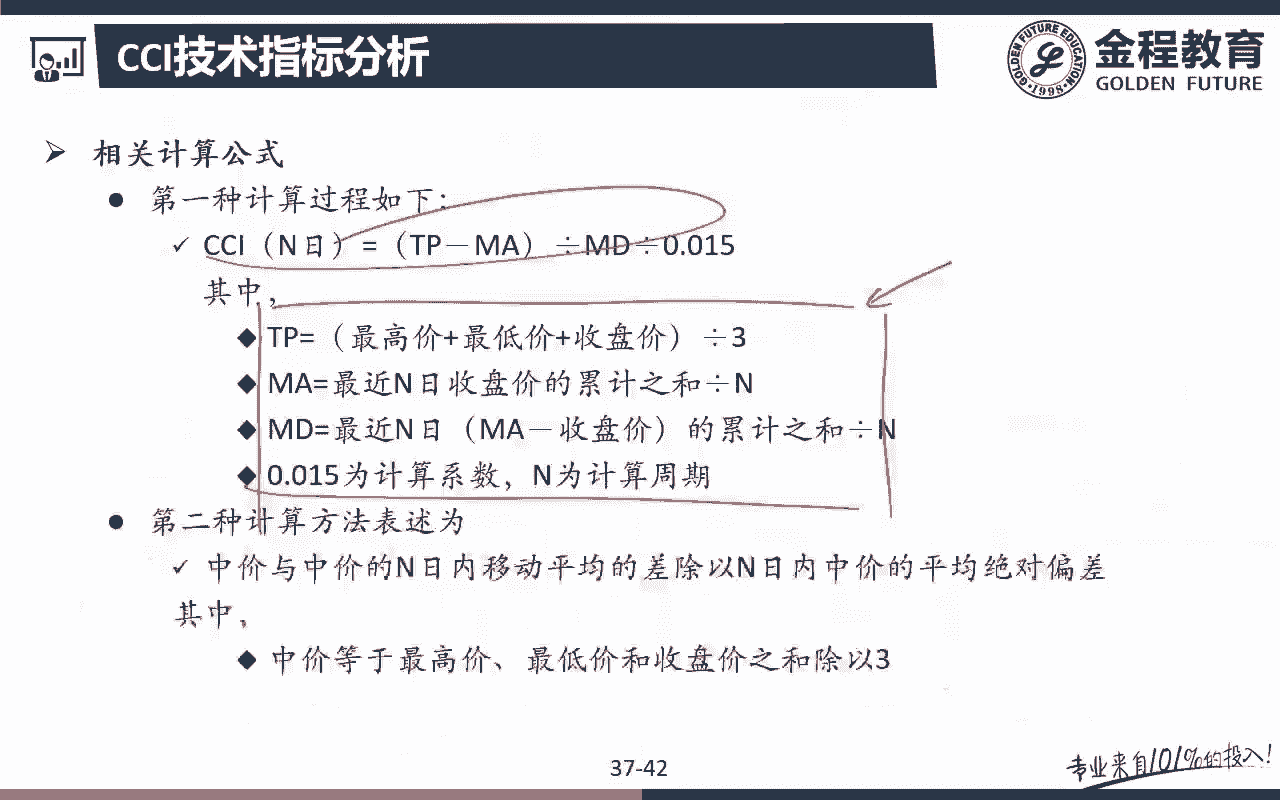 CCI技术指标分析
GOLDEN FUTURE EDUCATION
·1998·
金程教育
GOLDEN FUTURE
相关计算公式
第一种计算过程如下：
CCI（N日）=（TP－MA）÷MD÷0.015
其中，
TP=（最高价+最低价+收盘价）÷3
MA=最近N日收盘价的累计之和÷N
MD=最近N日（MA－收盘价）的累计之和÷N
0.015为计算系数，N为计算周期
第二种计算方法表述为
中价与中价的N日内移动平均的差除以N日内中价的平均绝对偏差
其中，
中价等于最高价、最低价和收盘价之和除以3
37-42
专业来自101%的投入!